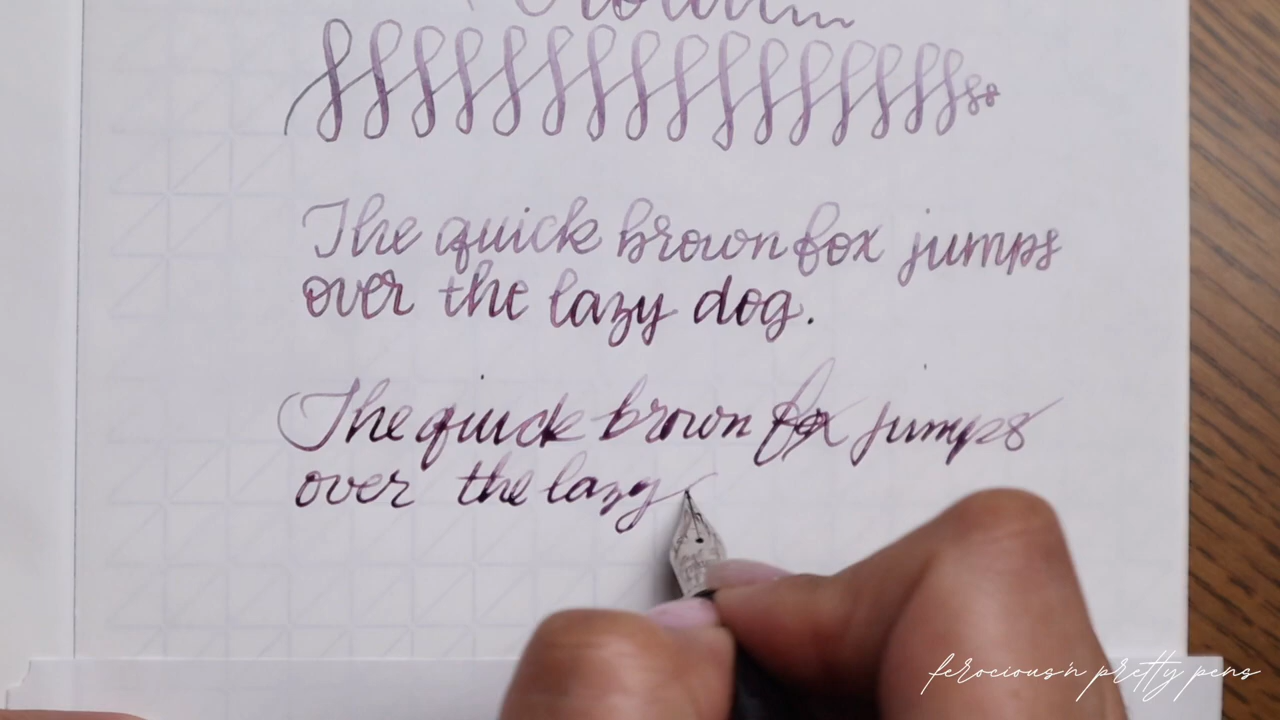 The quick brown fox jumps
over the lazy dog.
The quick brown fox jumps
over the lazy
ferocious'n pretty pens